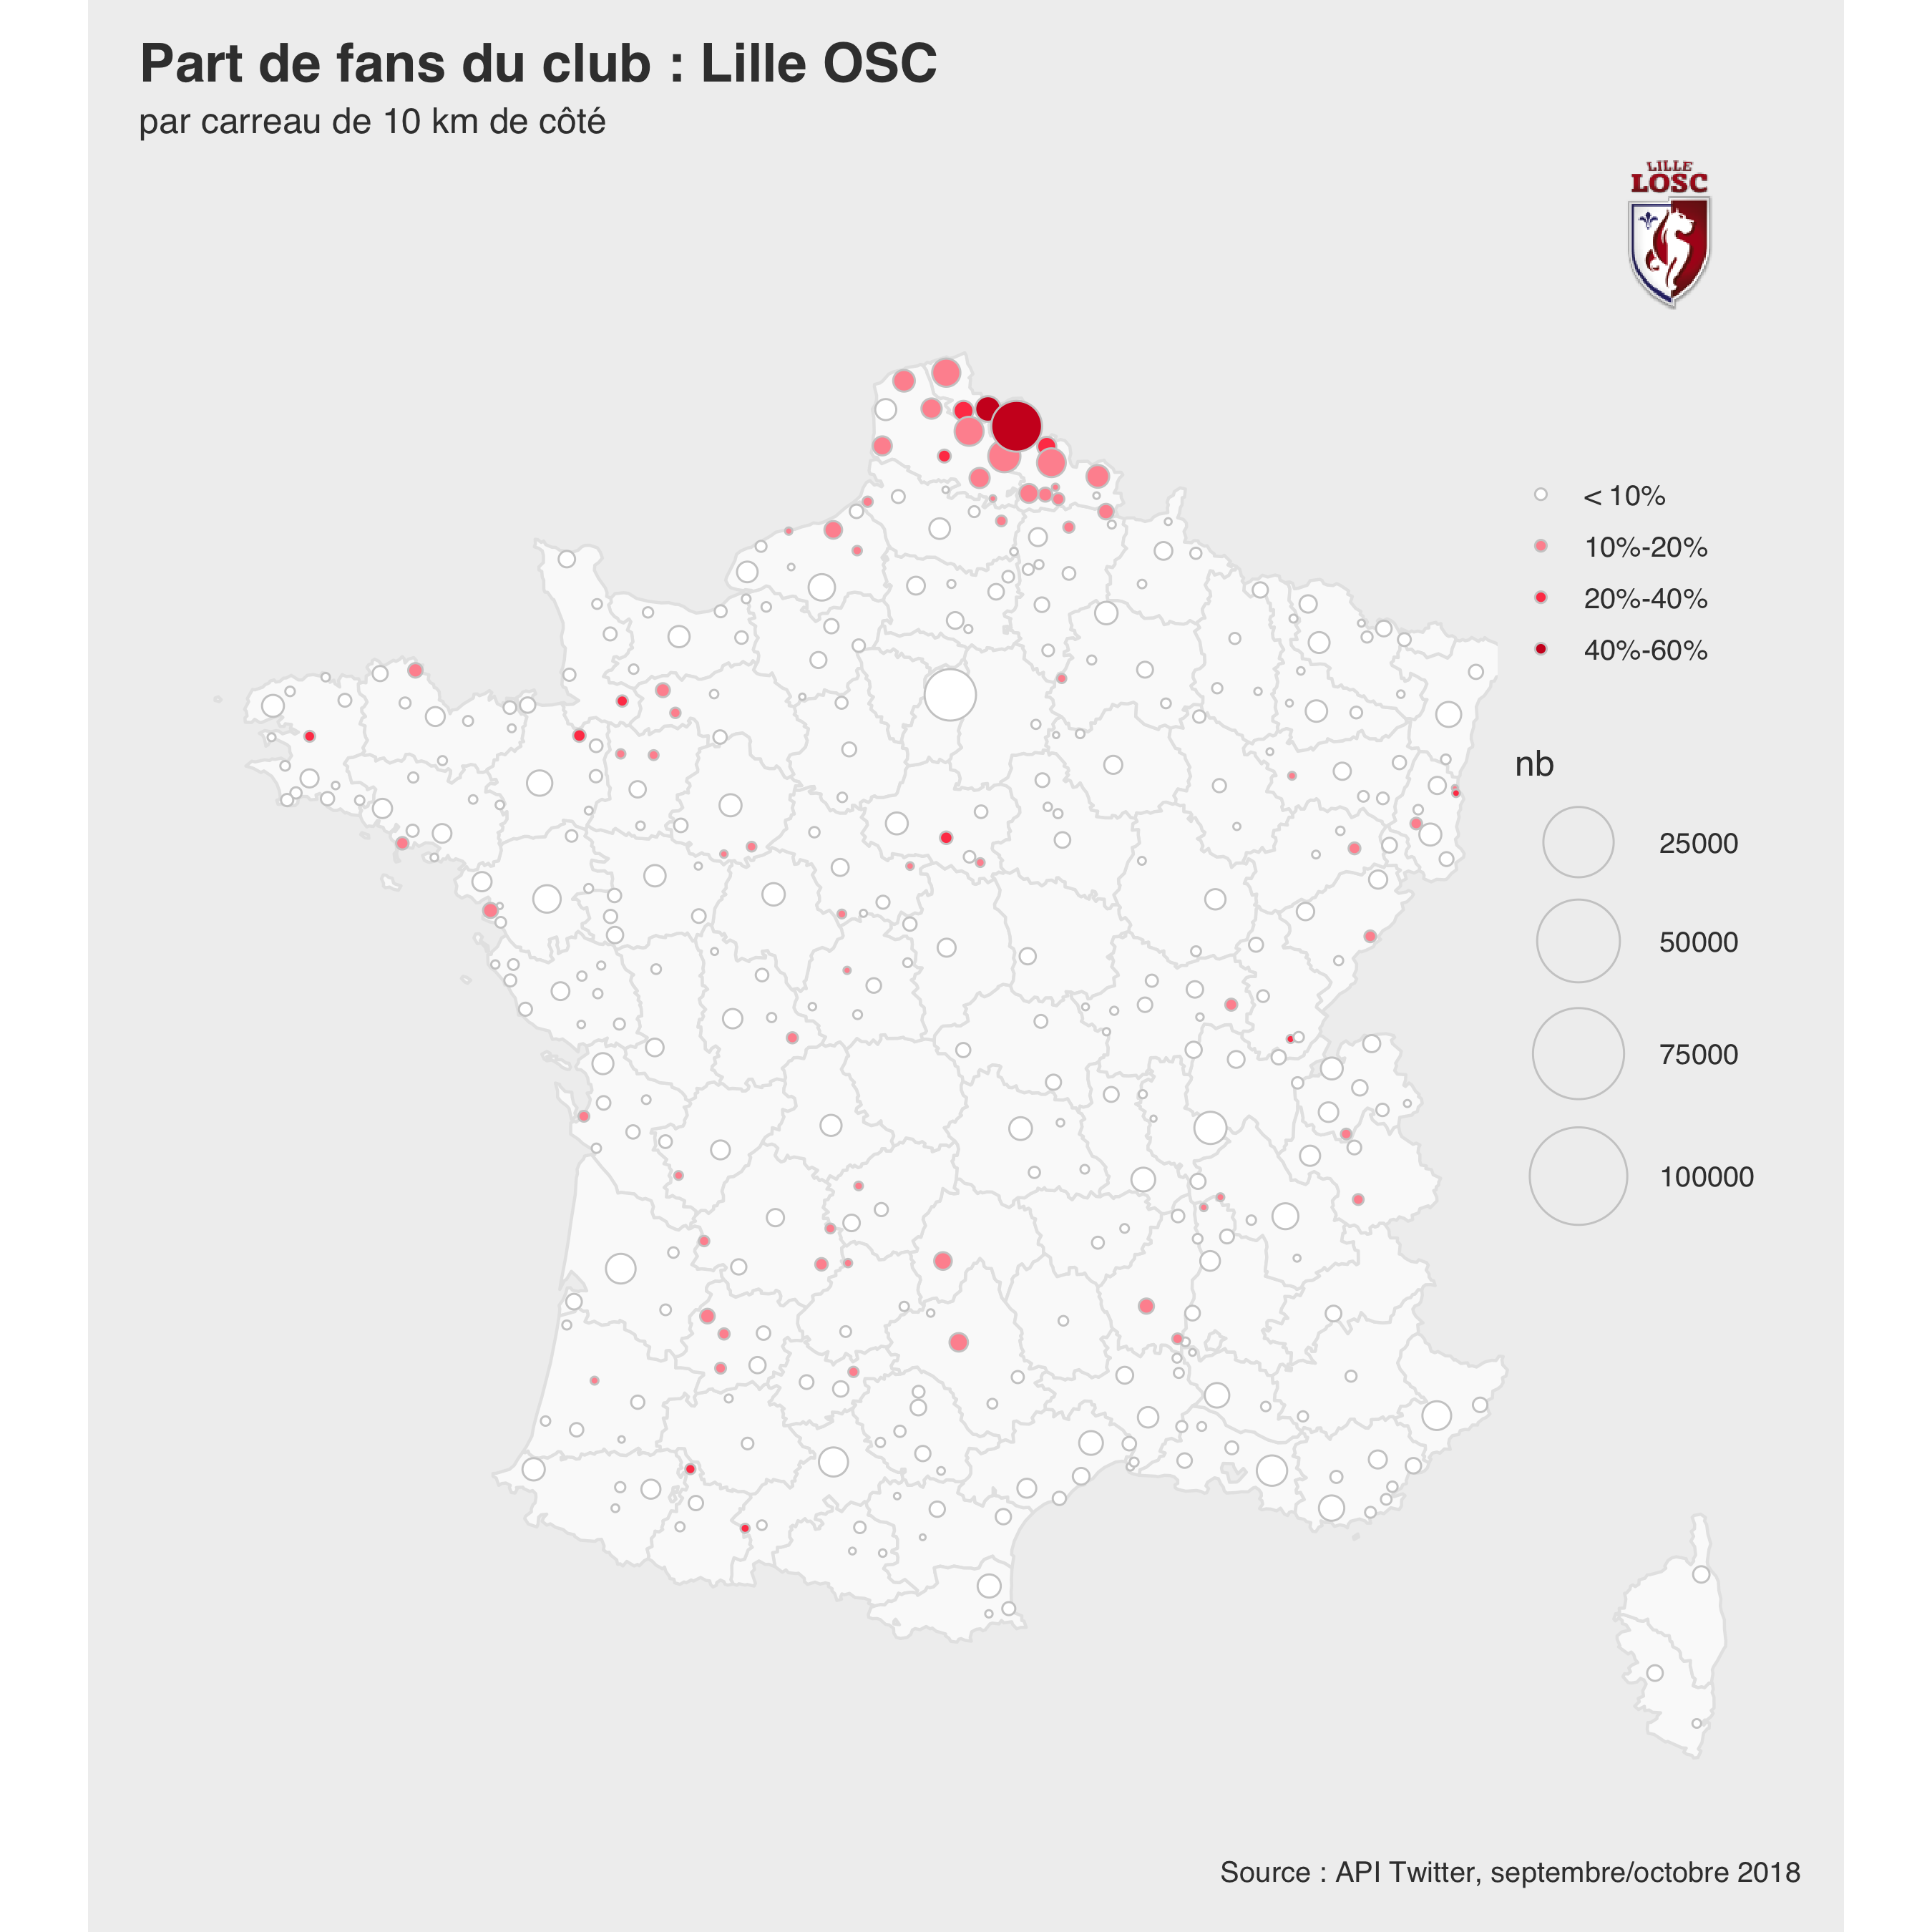 Part de fans du club : Lille OSC
par carreau de 10 km de côté
LILLE
LOSC
< 10%
10%-20%
20%-40%
40%-60%
nb
25000
50000
75000
100000
Source : API Twitter, septembre/octobre 2018